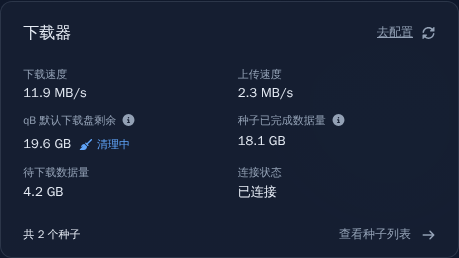 下载器 去配置
下载速度 上传速度
11.9 MB/s 2.3 MB/s
qB 默认下载盘剩余 种子已完成数据量
19.6 GB 清理中 18.1 GB
待下载数据量 连接状态
4.2 GB 已连接
共 2 个种子 查看种子列表